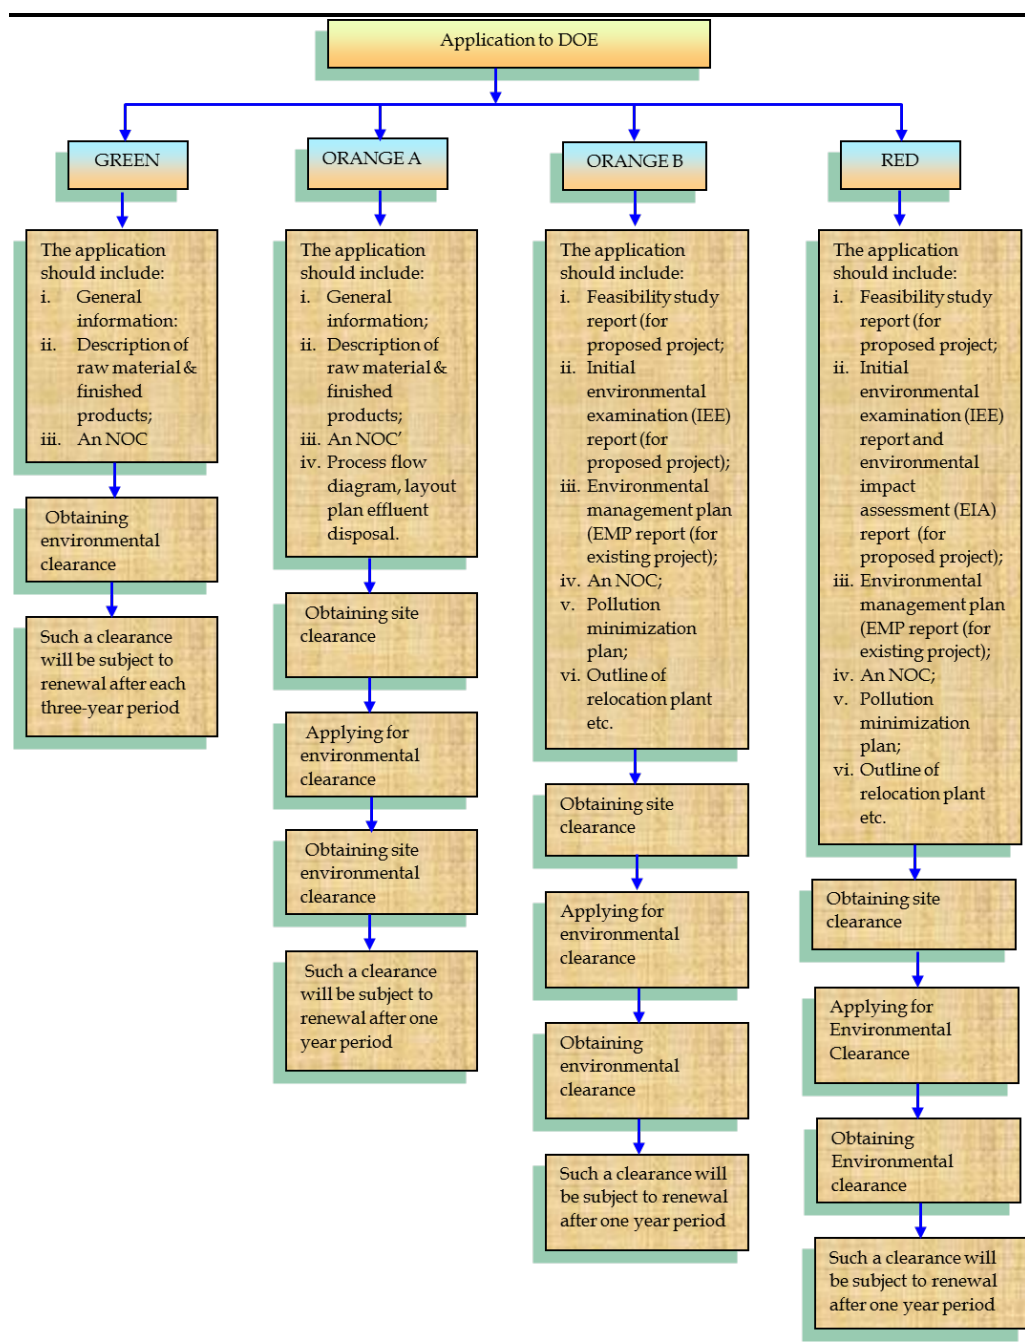 Application to DOE
GREEN
The application
should include:
i. General
information:
ii. Description of
raw material &
finished
products;
iii. An NOC
Obtaining
environmental
clearance
Such a clearance
will be subject to
renewal after each
three-year period
ORANGE A
The application
should include:
i. General
information;
ii. Description of
raw material &
finished
products;
iii. An NOC’
iv. Process flow
diagram, layout
plan effluent
disposal.
Obtaining site
clearance
Applying for
environmental
clearance
Obtaining site
environmental
clearance
Such a clearance
will be subject to
renewal after one
year period
ORANGE B
The application
should include:
i. Feasibility study
report (for
proposed project;
ii. Initial
environmental
examination (IEE)
report (for
proposed project);
iii. Environmental
management plan
(EMP report (for
existing project);
iv. An NOC;
v. Pollution
minimization
plan;
vi. Outline of
relocation plant
etc.
Obtaining site
clearance
Applying for
environmental
clearance
Obtaining
environmental
clearance
Such a clearance will
be subject to renewal
after one year period
RED
The application
should include:
i. Feasibility study
report (for
proposed project;
ii. Initial
environmental
examination (IEE)
report and
environmental
impact
assessment (EIA)
report (for
proposed project);
iii. Environmental
management plan
(EMP report (for
existing project);
iv. An NOC;
v. Pollution
minimization
plan;
vi. Outline of
relocation plant
etc.
Obtaining site
clearance
Applying for
Environmental
Clearance
Obtaining
Environmental
clearance
Such a clearance will
be subject to renewal
after one year period